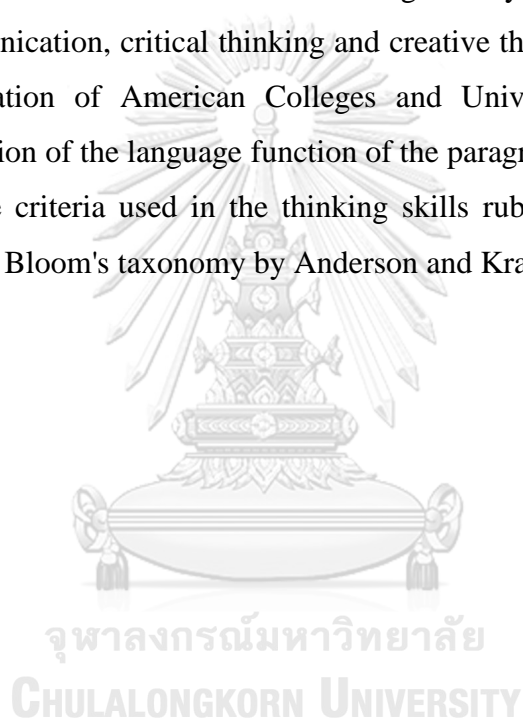 nication, critical thinking and creative th
ation of American Colleges and Univ
ion of the language function of the paragr
criteria used in the thinking skills rub
Bloom's taxonomy by Anderson and Kra
จุฬาลงกรณ์มหาวิทยาลัย
CHULALONGKORN UNIVERSITY